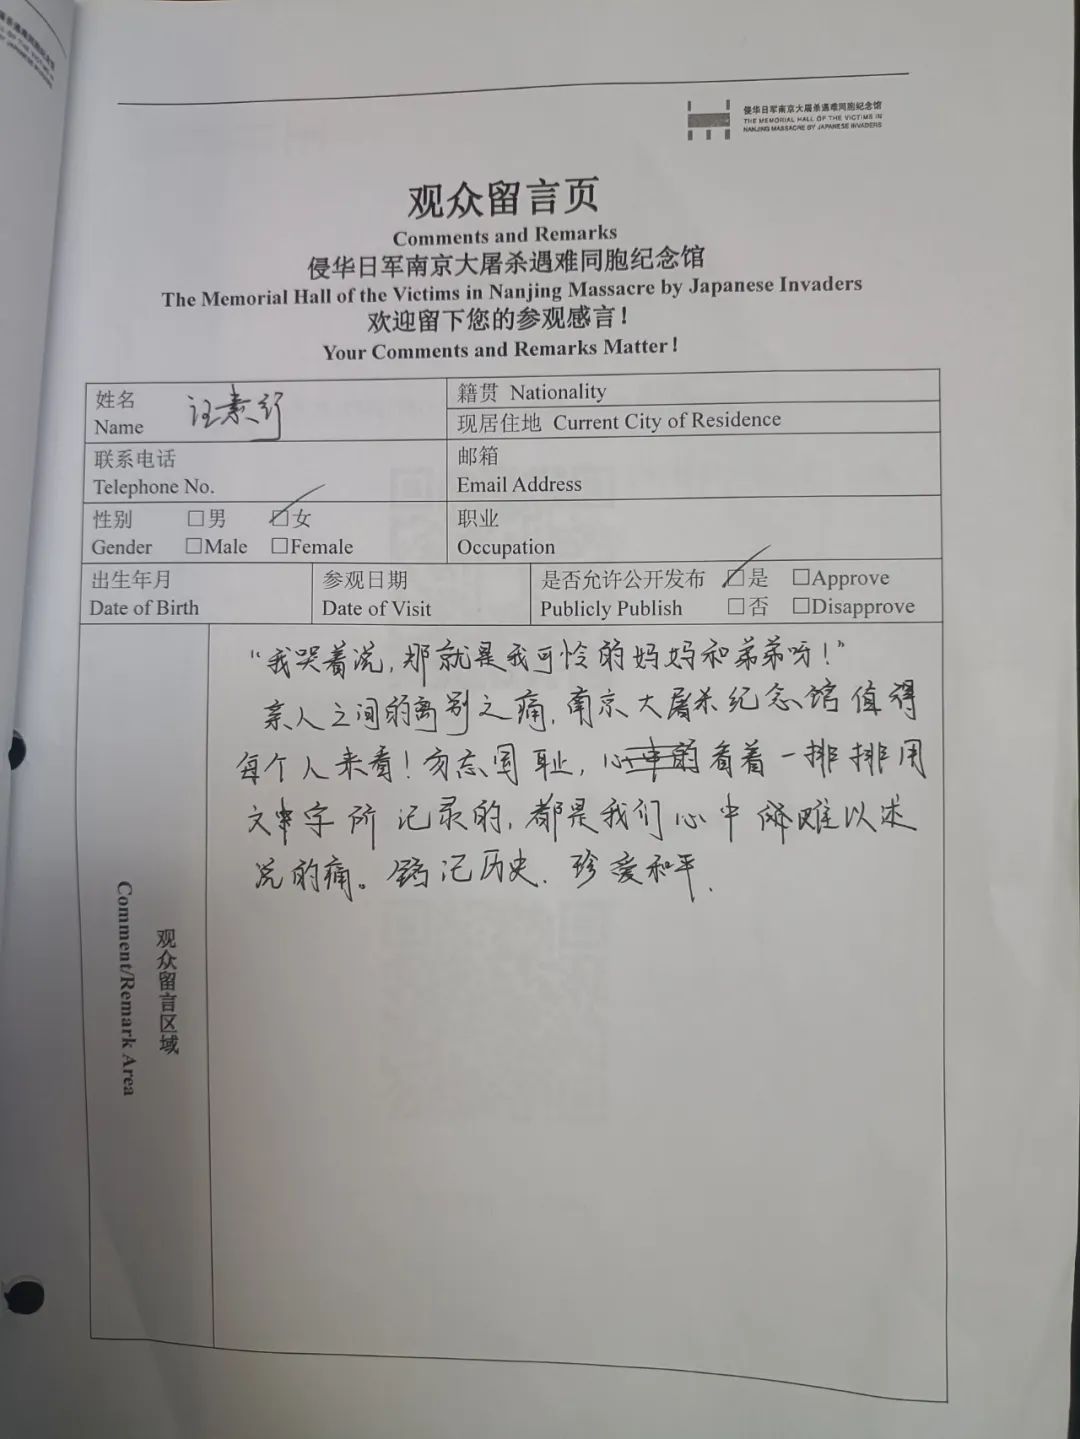 侵华日军南京大屠杀遇难同胞纪念馆
THE MEMORIAL HALL OF THE VICTIMS IN
NANJING MASSACRE BY JAPANESE INVADERS
观众留言页
Comments and Remarks
侵华日军南京大屠杀遇难同胞纪念馆
The Memorial Hall of the Victims in Nanjing Massacre by Japanese Invaders
欢迎留下您的参观感言！
Your Comments and Remarks Matter！
姓名
Name 汪素
籍贯 Nationality
现居住地 Current City of Residence
联系电话
Telephone No.
邮箱
Email Address
性别 □男 □女
Gender □Male □Female
职业
Occupation
出生年月
Date of Birth
参观日期
Date of Visit
是否允许公开发布 □是 □Approve
Publicly Publish □否 □Disapprove
观众留言区域
Comment/Remark Area
“我哭着说，那就是我可怜的妈妈和弟弟呀！”
亲人之间的离别之痛，南京大屠杀纪念馆值得
每个人来看！勿忘国耻，看着一排排用
文字所记录的，都是我们心中难以述
说的痛。铭记历史．珍爱和平．